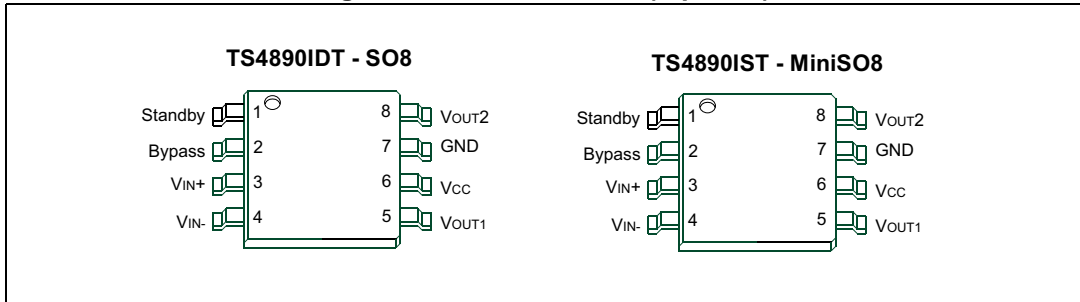 TS4890IDT - SO8
Standby 1 8 VOUT2
Bypass 2 7 GND
VIN+ 3 6 VCC
VIN- 4 5 VOUT1
TS4890IST - MiniSO8
Standby 1 8 VOUT2
Bypass 2 7 GND
VIN+ 3 6 VCC
VIN- 4 5 VOUT1